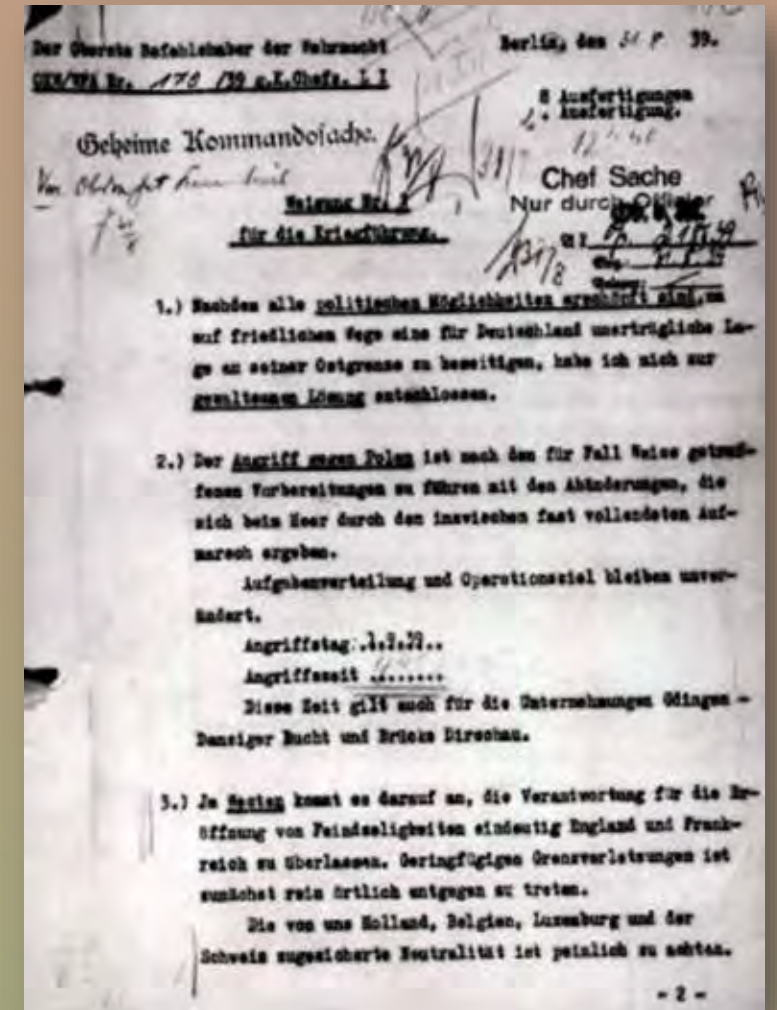 Der Oberste Befehlshaber der Wehrmacht
OKW/WFA Nr. 170 /39 g.K.Chefs. L I
Berlin, den 31 8 39.
8 Ausfertigungen
2. Ausfertigung.
Geheime Kommandosache.
Chef Sache
Nur durch Offizier
Weisung Nr. 1
für die Kriegführung.
1.) Nachdem alle politischen Möglichkeiten erschöpft sind, um
auf friedlichem Wege eine für Deutschland unerträgliche La-
ge an seiner Ostgrenze zu beseitigen, habe ich mich zur
gewaltsamen Lösung entschlossen.
2.) Der Angriff gegen Polen ist nach den für Fall Weiss getrof-
fenen Vorbereitungen zu führen mit den Abänderungen, die
sich beim Heer durch den inzwischen fast vollendeten Auf-
marsch ergeben.
Aufgabenverteilung und Operationsziel bleiben unver-
ändert.
Angriffstag ..1.9.39..
Angriffszeit ........
Diese Zeit gilt auch für die Unternehmungen Gdingen -
Danziger Bucht und Brücke Dirschau.
3.) Im Westen kommt es darauf an, die Verantwortung für die Er-
öffnung von Feindseligkeiten eindeutig England und Frank-
reich zu überlassen. Geringfügigen Grenzverletzungen ist
zunächst rein örtlich entgegen zu treten.
Die von uns Holland, Belgien, Luxemburg und der
Schweiz zugesicherte Neutralität ist peinlich zu achten.
- 2 -